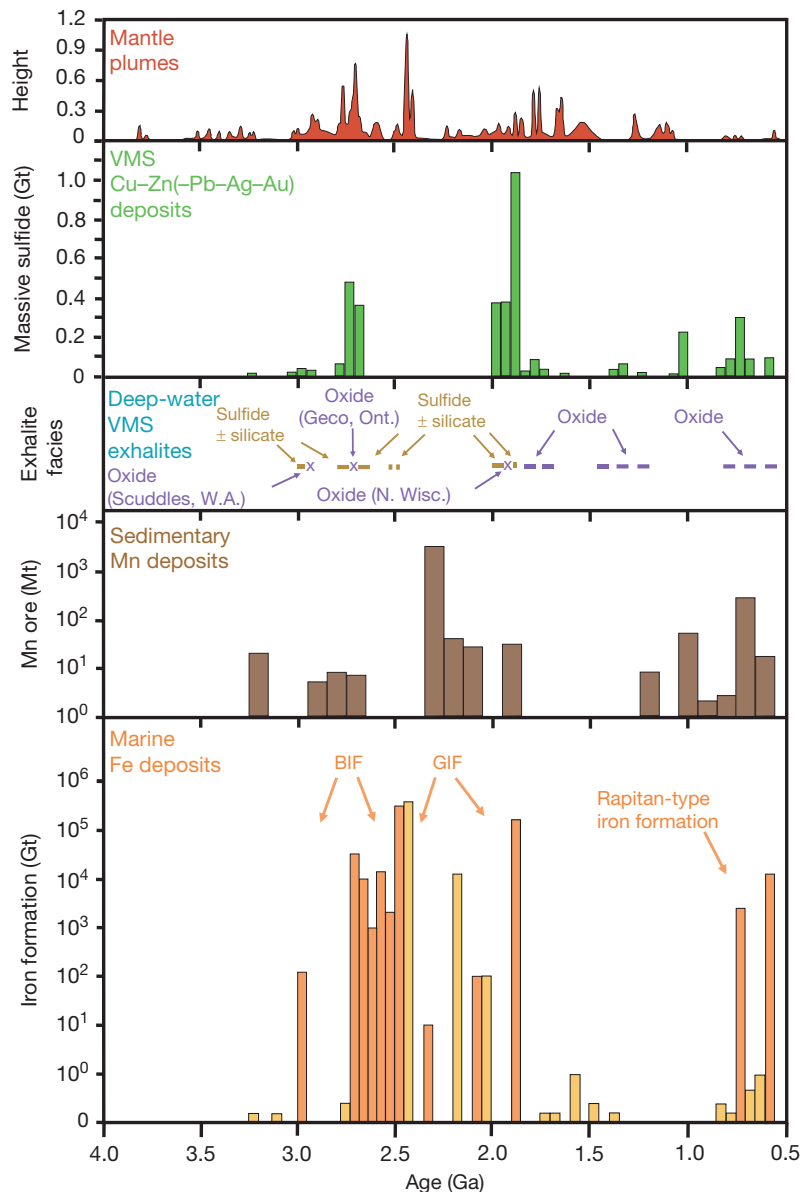 Mantle
plumes
Height
1.2
0.9
0.6
0.3
0
VMS
Cu–Zn(–Pb–Ag–Au)
deposits
Massive sulfide (Gt)
1.0
0.8
0.6
0.4
0.2
0
Deep-water
VMS
exhalites
Exhalite
facies
Sulfide
± silicate
Oxide
(Geco, Ont.)
Sulfide
± silicate
Oxide
Oxide
x
x
x
Oxide
(Scuddles, W.A.)
Oxide (N. Wisc.)
Sedimentary
Mn deposits
Mn ore (Mt)
10⁴
10³
10²
10¹
10⁰
Marine
Fe deposits
Iron formation (Gt)
10⁶
10⁵
10⁴
10³
10²
10¹
10⁰
0
BIF
GIF
Rapitan-type
iron formation
4.0 3.5 3.0 2.5 2.0 1.5 1.0 0.5
Age (Ga)